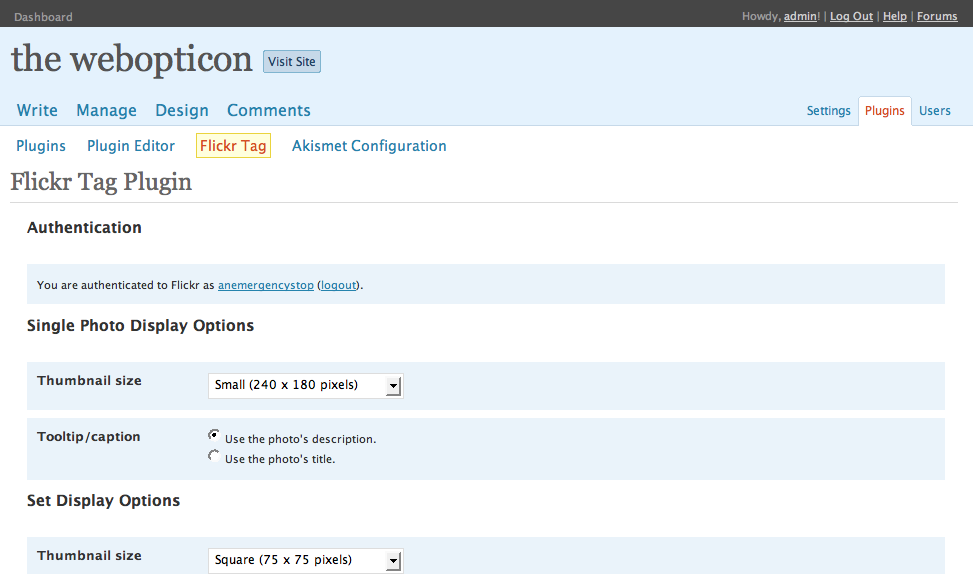 Dashboard Howdy, admin! | Log Out | Help | Forums
the webopticon Visit Site
Write Manage Design Comments Settings Plugins Users
Plugins Plugin Editor Flickr Tag Akismet Configuration
Flickr Tag Plugin
Authentication
You are authenticated to Flickr as anemergencystop (logout).
Single Photo Display Options
Thumbnail size Small (240 x 180 pixels)
Tooltip/caption Use the photo's description.
Use the photo's title.
Set Display Options
Thumbnail size Square (75 x 75 pixels)